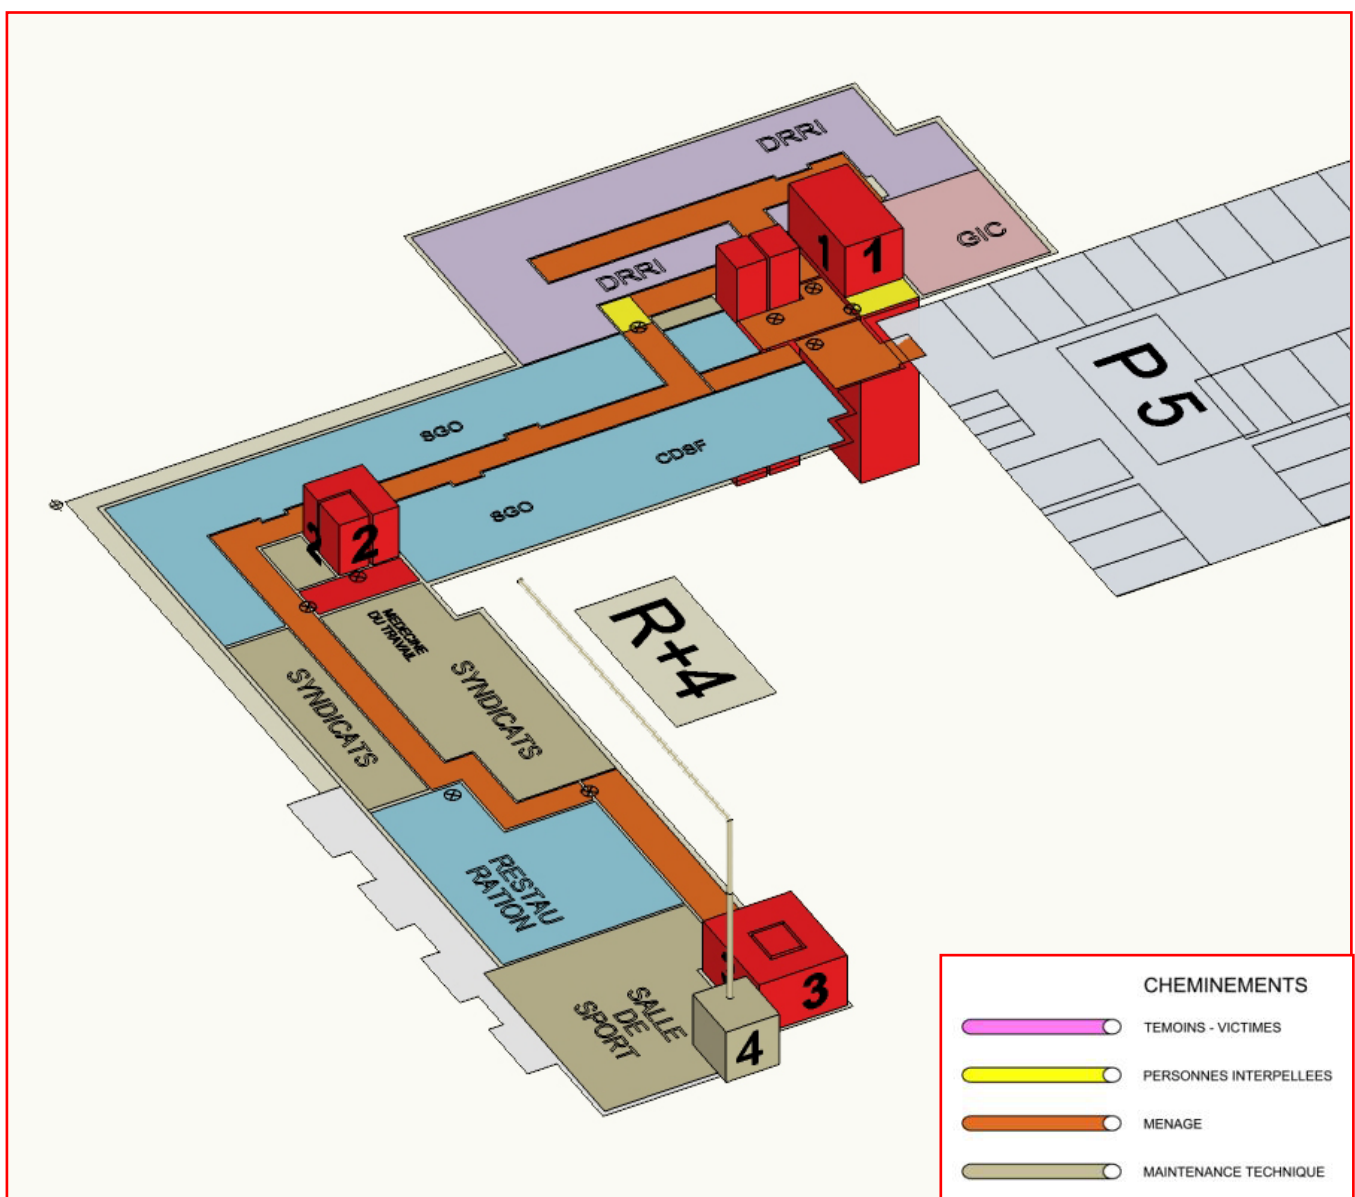 DRRI
1
1
GIC
DRRI
P 5
SGO
CDSF
SGO
2
2
MEDECINE
DU TRAVAIL
R+4
SYNDICATS
SYNDICATS
RESTAU
RATION
3
SALLE
DE
SPORT
4
CHEMINEMENTS
TEMOINS - VICTIMES
PERSONNES INTERPELLEES
MENAGE
MAINTENANCE TECHNIQUE